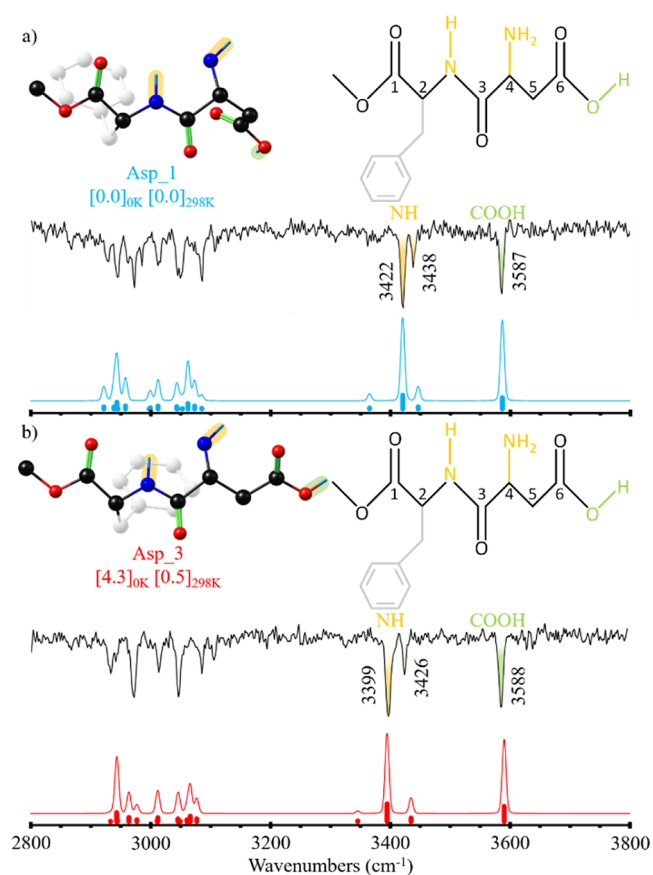 a)
O
H
N
NH2
O
1
2
3
4
5
6
O
O
O
H
Asp_1
[0.0]0K [0.0]298K
NH
COOH
3422
3438
3587
b)
O
H
N
NH2
O
1
2
3
4
5
6
O
O
O
H
Asp_3
[4.3]0K [0.5]298K
NH
COOH
3399
3426
3588
2800 3000 3200 3400 3600 3800
Wavenumbers (cm-1)